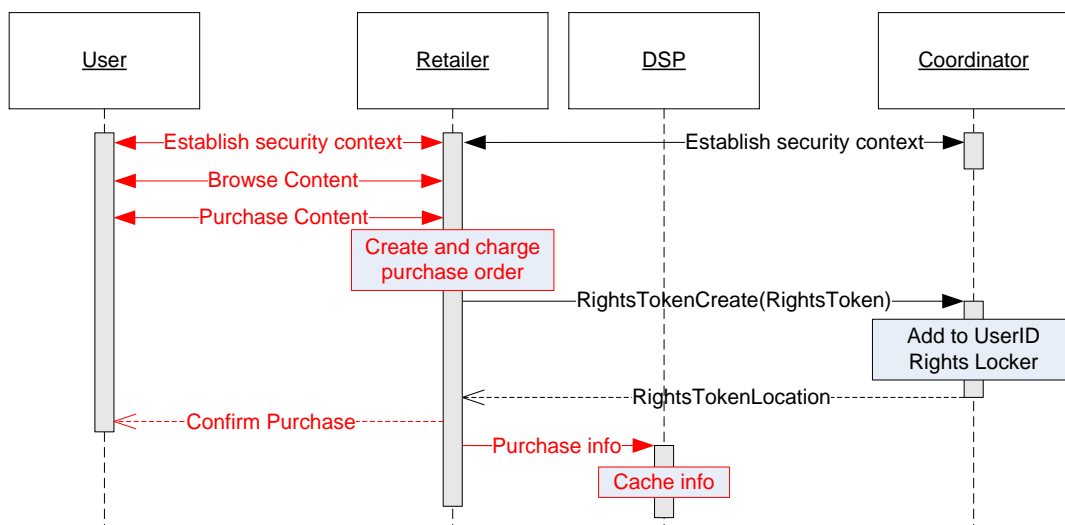 User
Retailer
DSP
Coordinator
Establish security context
Establish security context
Browse Content
Purchase Content
Create and charge
purchase order
RightsTokenCreate(RightsToken)
Add to UserID
Rights Locker
RightsTokenLocation
Confirm Purchase
Purchase info
Cache info